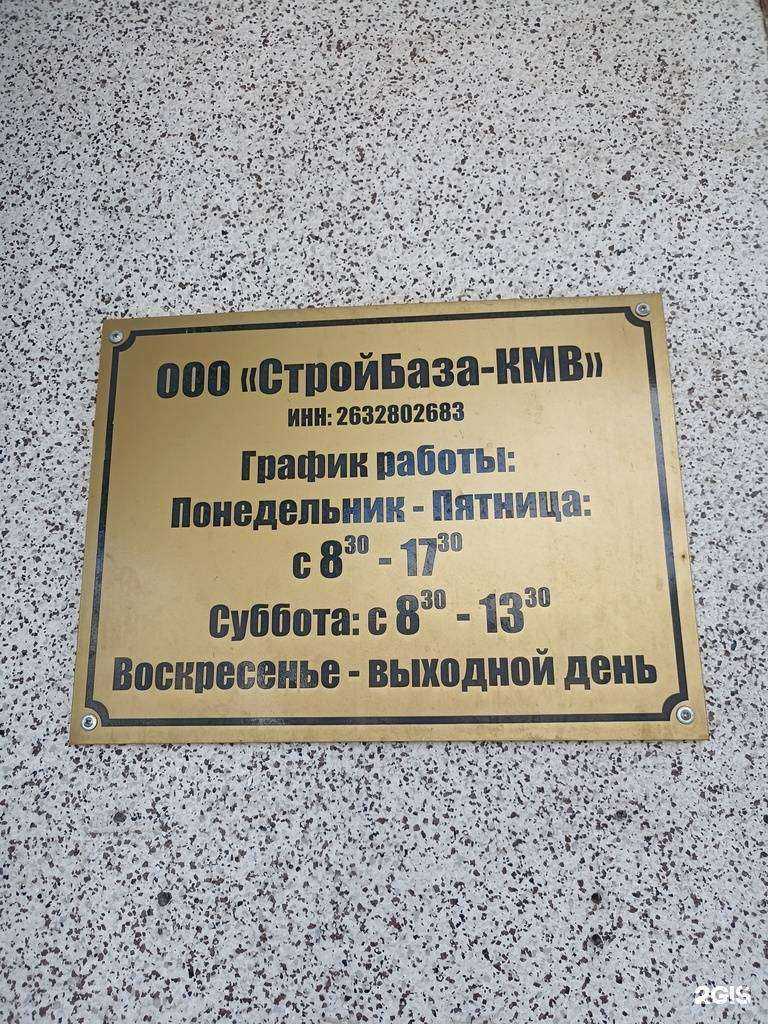 ООО «СтройБаза-КМВ»
ИНН: 2632802683
График работы:
Понедельник - Пятница:
с 8³⁰ - 17³⁰
Суббота: с 8³⁰ - 13³⁰
Воскресенье - выходной день
2GIS